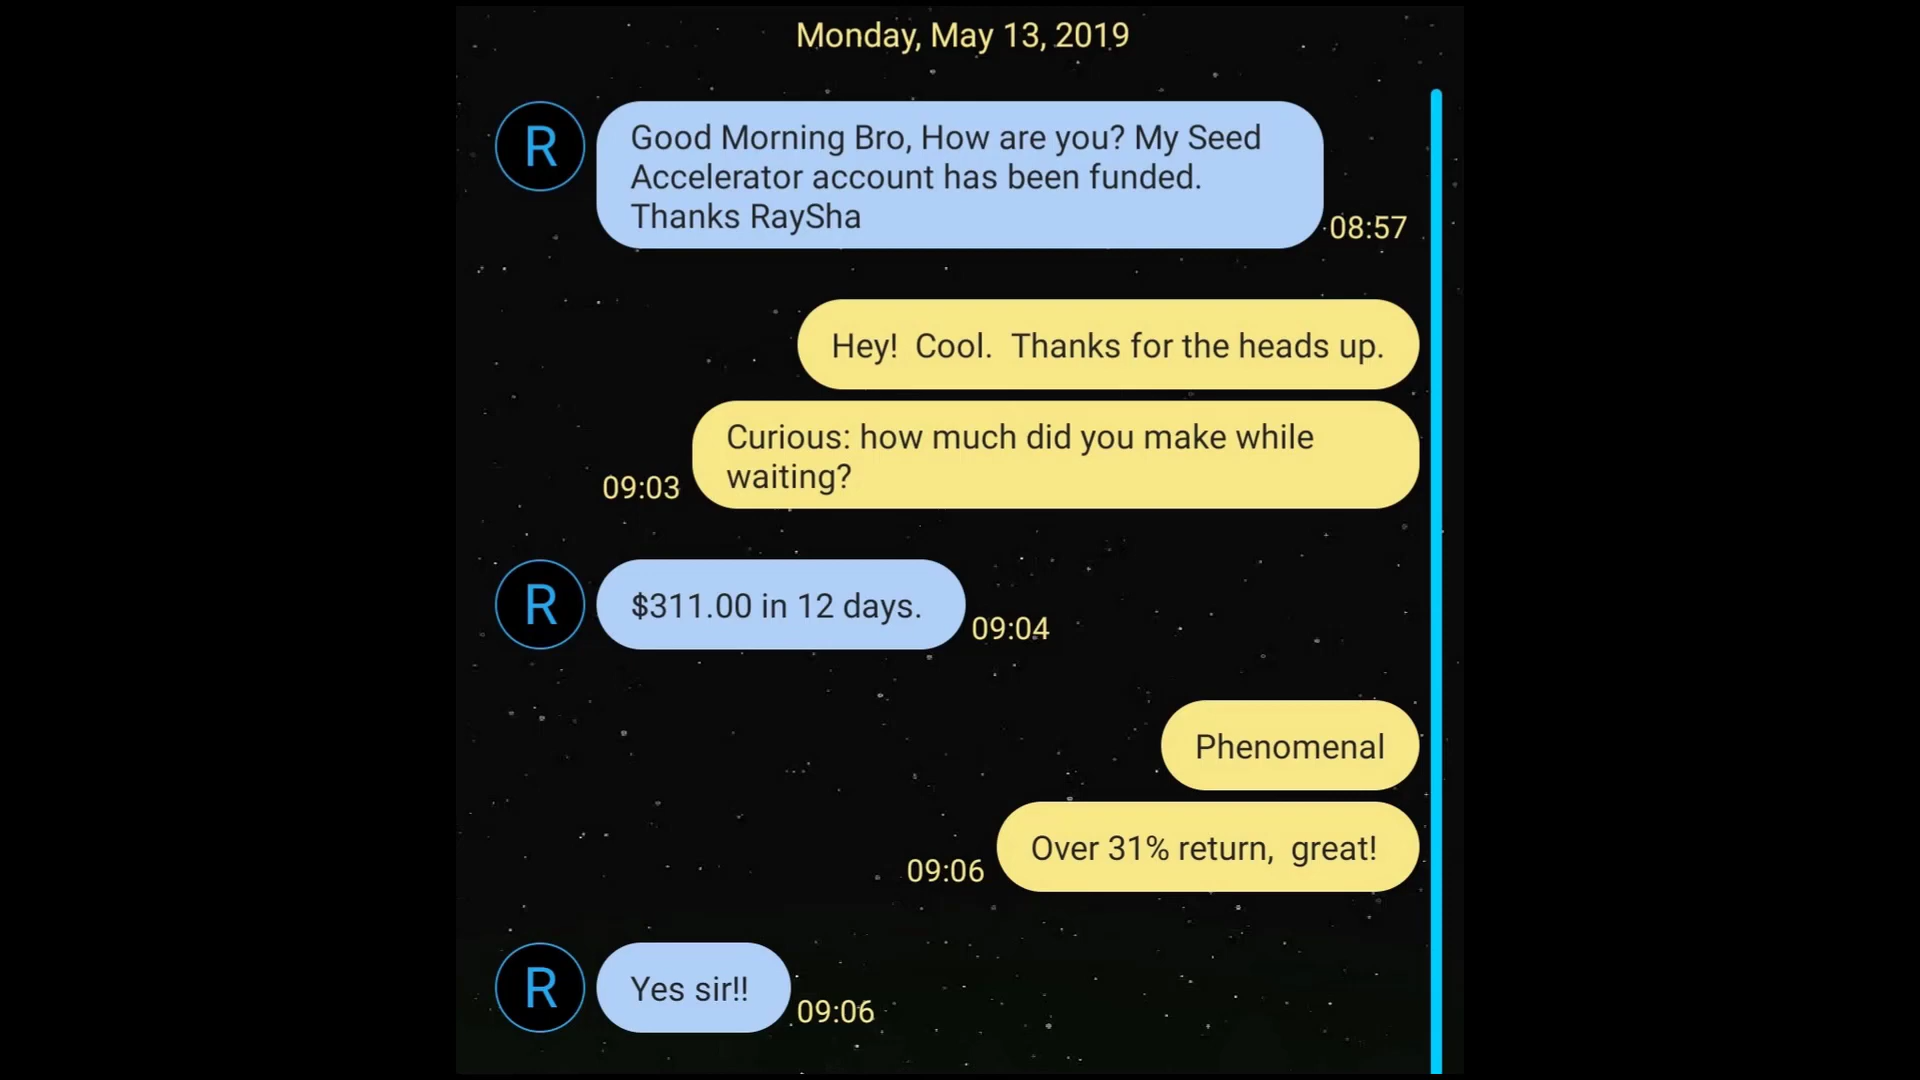 Monday, May 13, 2019
R
Good Morning Bro, How are you? My Seed
Accelerator account has been funded.
Thanks RaySha
08:57
Hey!  Cool.  Thanks for the heads up.
Curious: how much did you make while
waiting?
09:03
R
$311.00 in 12 days.
09:04
Phenomenal
Over 31% return,  great!
09:06
R
Yes sir!!
09:06